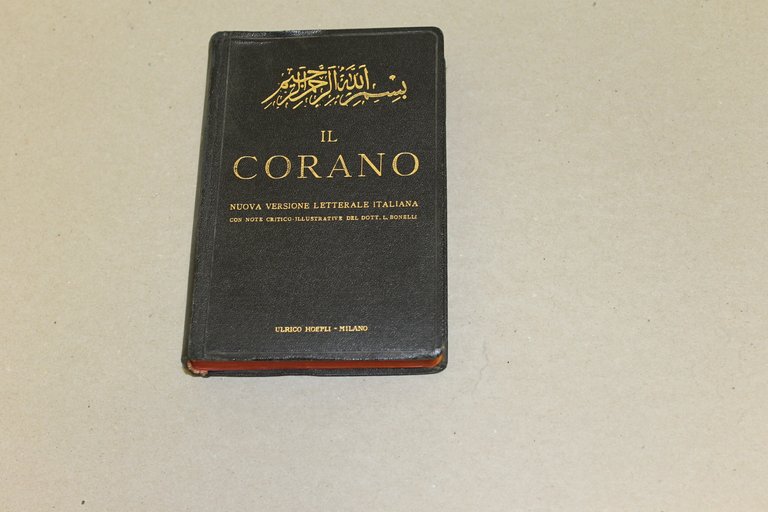 بسم الله الرحمن الرحيم
IL
CORANO
NUOVA VERSIONE LETTERALE ITALIANA
CON NOTE CRITICO-ILLUSTRATIVE DEL DOTT. L. BONELLI
ULRICO HOEPLI - MILANO